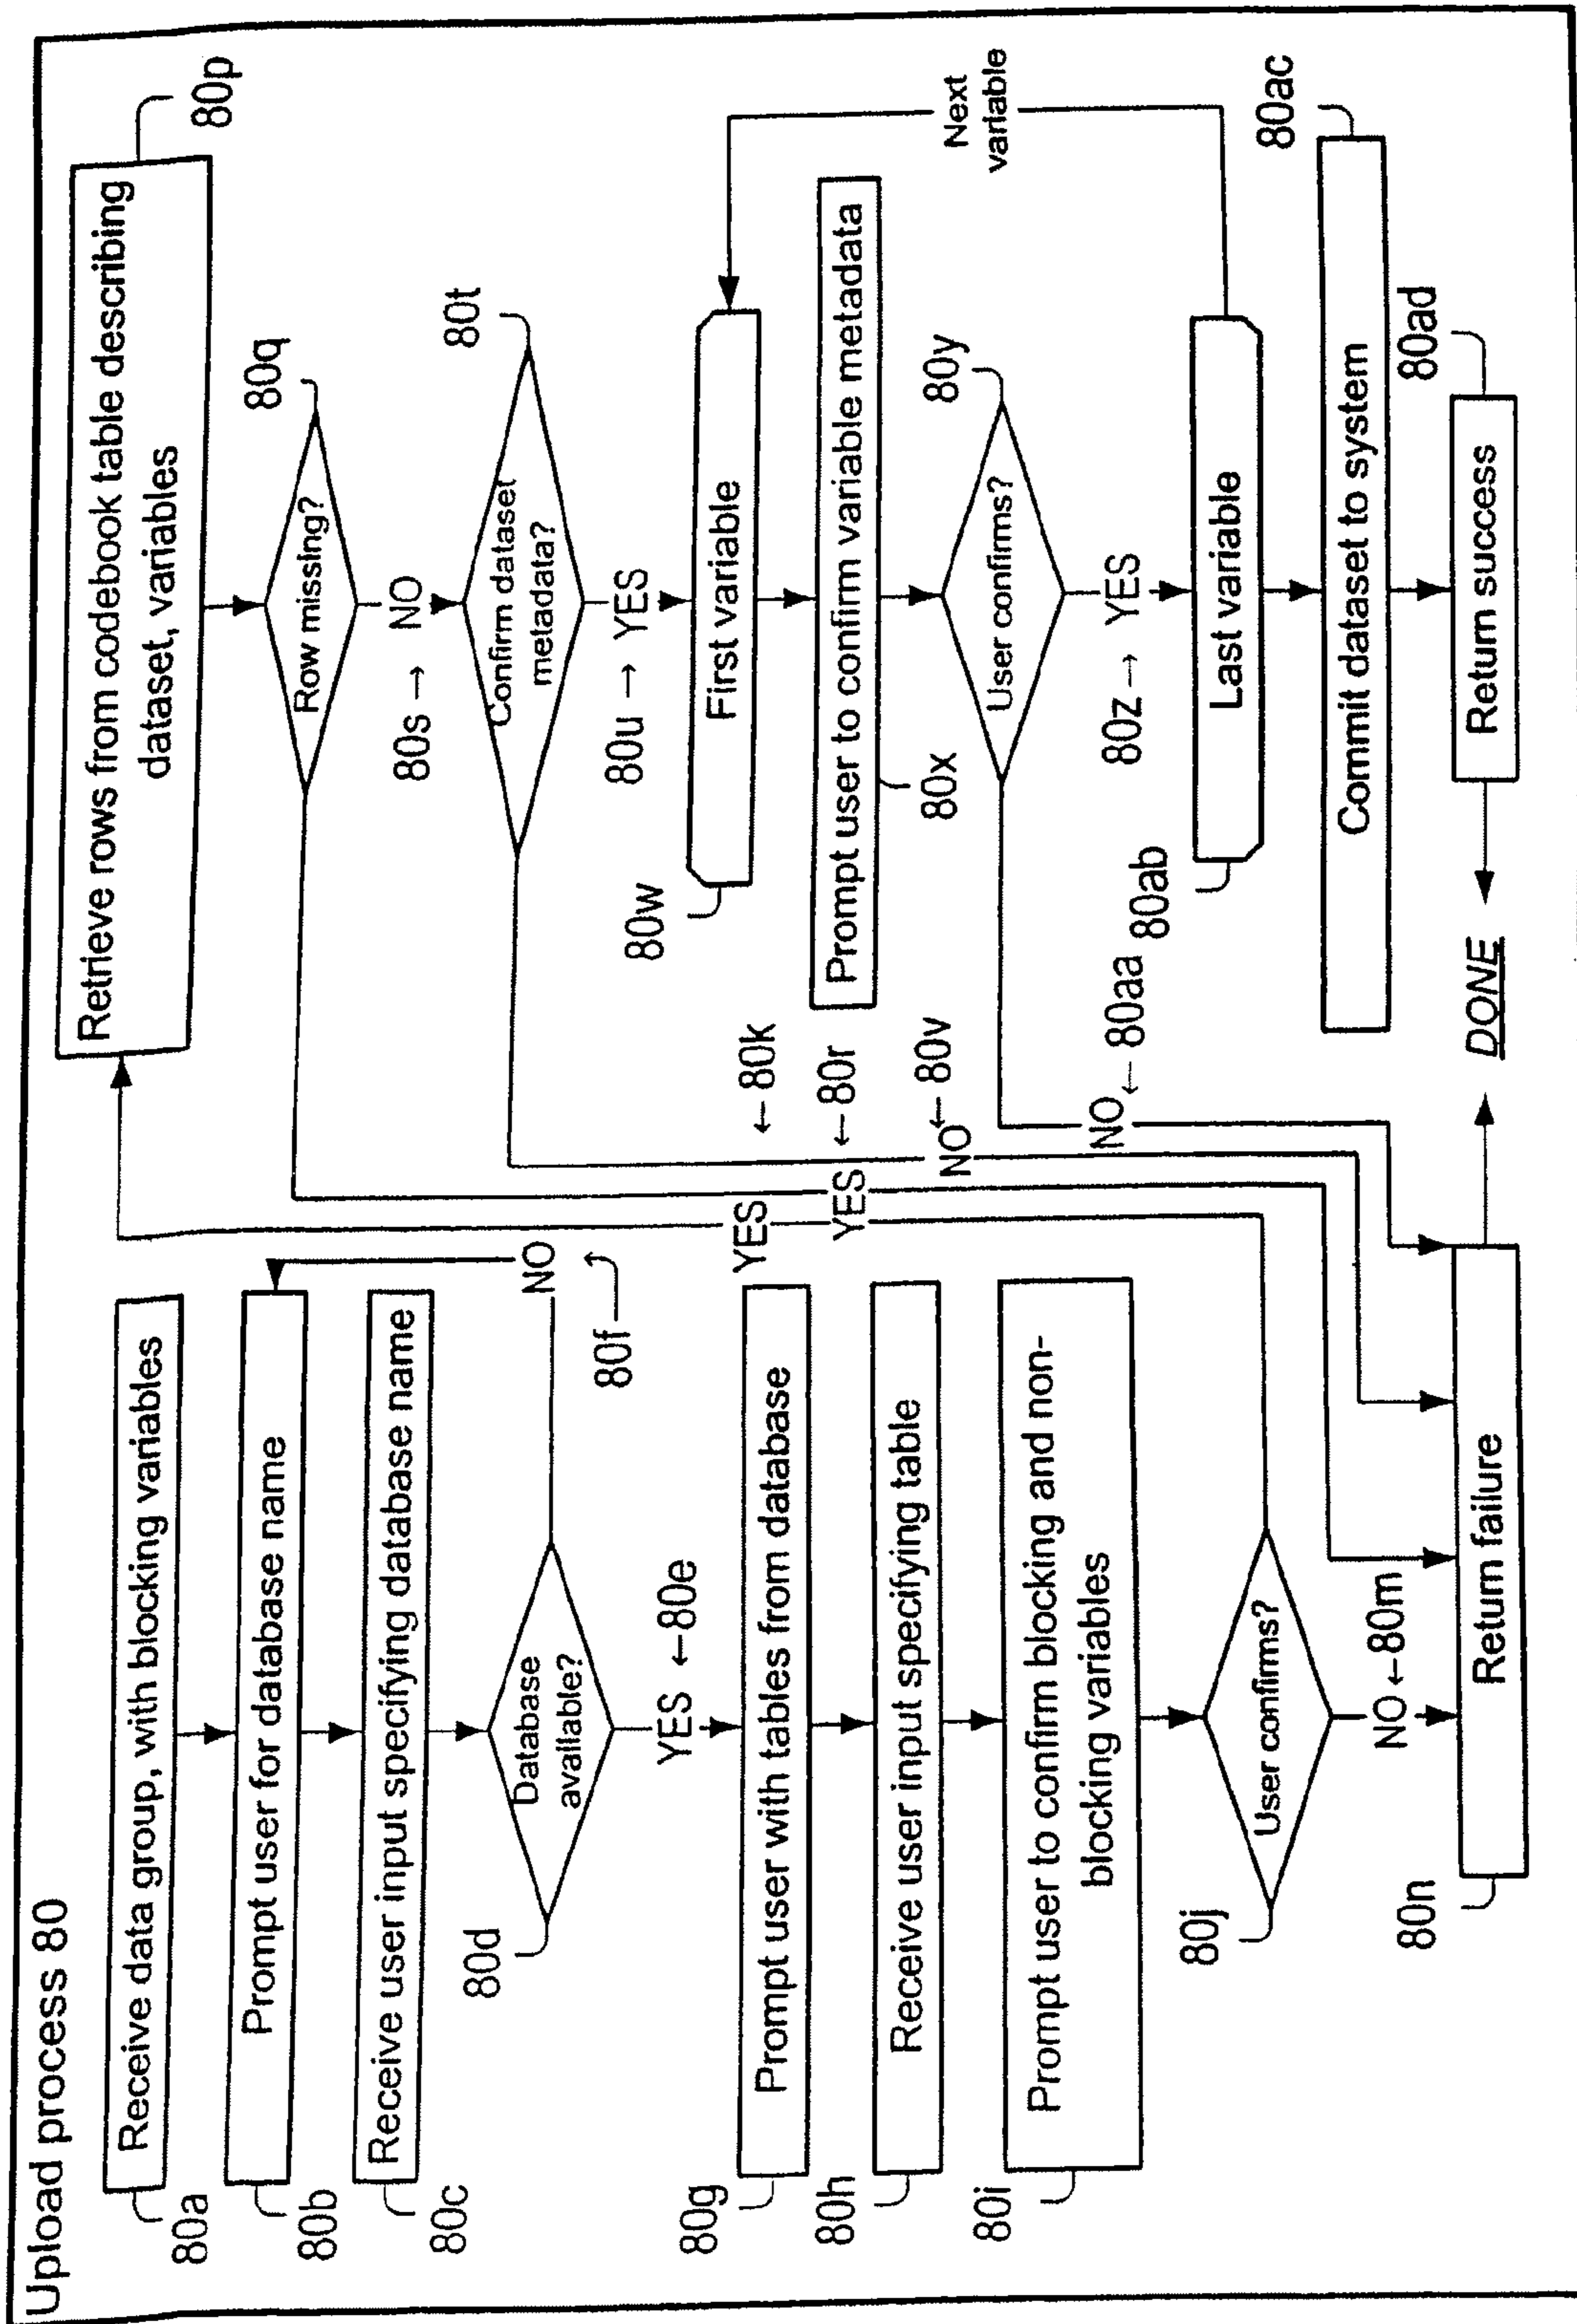 Upload process 80
Receive data group, with blocking variables
80a
Prompt user for database name
80b
Receive user input specifying database name
80c
Database
available?
80d
NO
80f
YES ←80e
Prompt user with tables from database
80g
Receive user input specifying table
80h
Prompt user to confirm blocking and non-
blocking variables
80i
User confirms?
80j
NO ←80m
Return failure
80n
YES ←80k
YES ←80r
NO ←80v
NO ←80aa
Retrieve rows from codebook table describing
dataset, variables
80p
Row missing?
80q
80s → NO
Confirm dataset
metadata?
80t
80u → YES
First variable
80w
Prompt user to confirm variable metadata
80x
User confirms?
80y
80z → YES
Last variable
80ab
Next
variable
Commit dataset to system
80ac
Return success
80ad
DONE